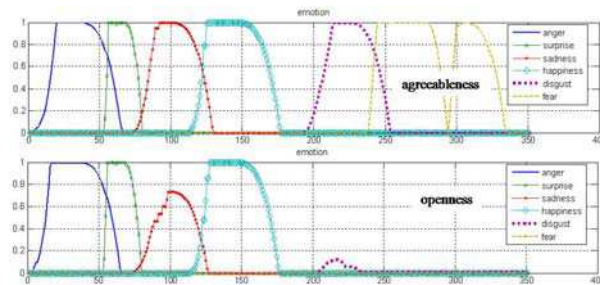 emotion
1
0.8
0.6
0.4
0.2
0
0 50 100 150 200 250 300 350 40
agreeableness
anger
surprise
sadness
happiness
disgust
fear
emotion
1
0.8
0.6
0.4
0.2
0
0 50 100 150 200 250 300 350 40
openness
anger
surprise
sadness
happiness
disgust
fear